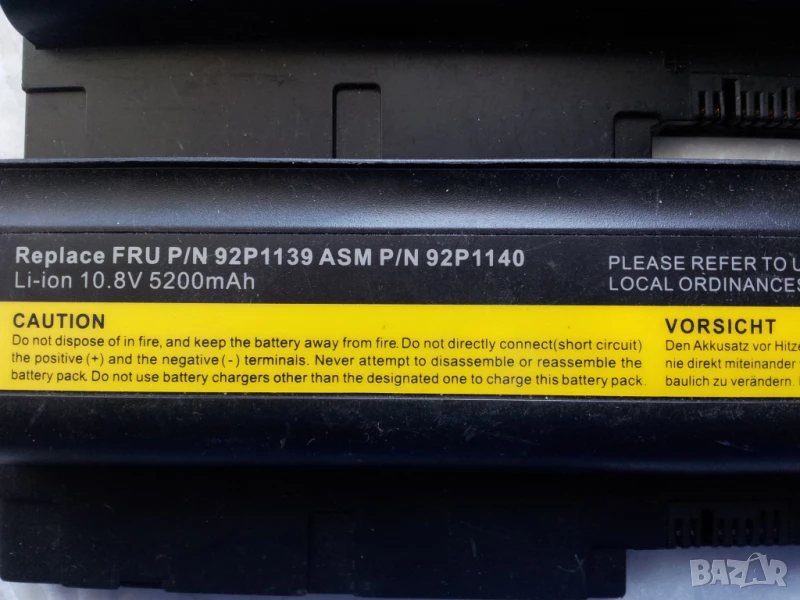 Replace FRU P/N 92P1139 ASM P/N 92P1140
Li-ion 10.8V 5200mAh
PLEASE REFER TO U
LOCAL ORDINANCES
CAUTION
Do not dispose of in fire, and keep the battery away from fire. Do not directly connect(short circuit)
the positive (+) and the negative (-) terminals. Never attempt to disassemble or reassemble the
battery pack. Do not use battery chargers other than the designated one to charge this battery pack.
VORSICHT
Den Akkusatz vor Hitze
nie direkt miteinander
baulich zu verändern.
BAZAR